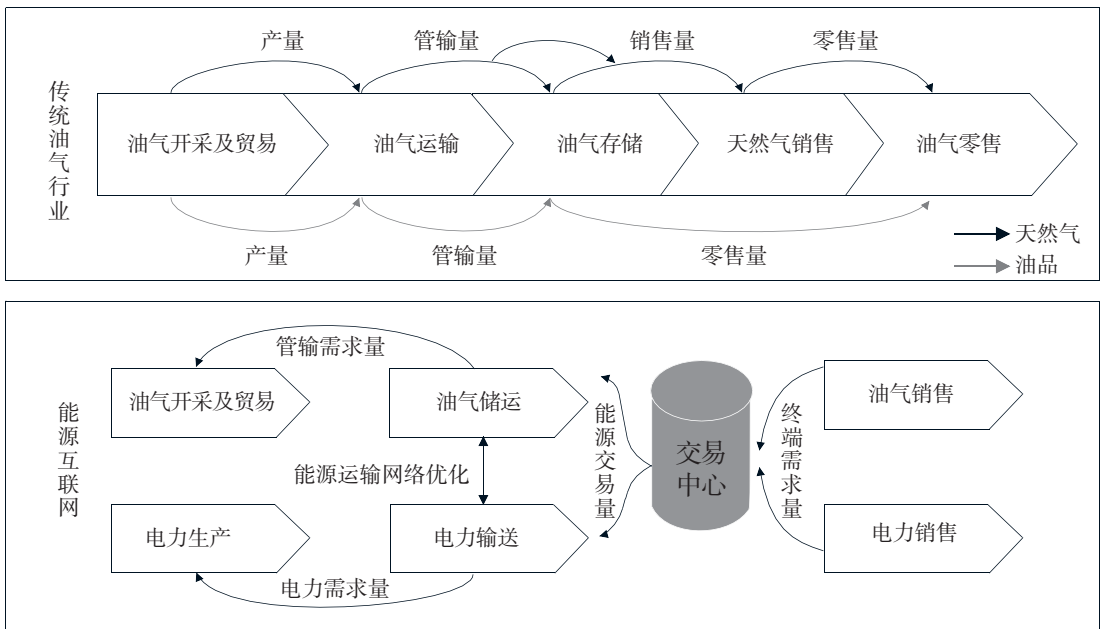 产量
管输量
销售量
零售量
传统油气行业
油气开采及贸易
油气运输
油气存储
天然气销售
油气零售
产量
管输量
零售量
天然气
油品
能源互联网
管输需求量
油气开采及贸易
油气储运
能源运输网络优化
电力生产
电力输送
电力需求量
能源交易量
交易
中心
终端需求量
油气销售
电力销售